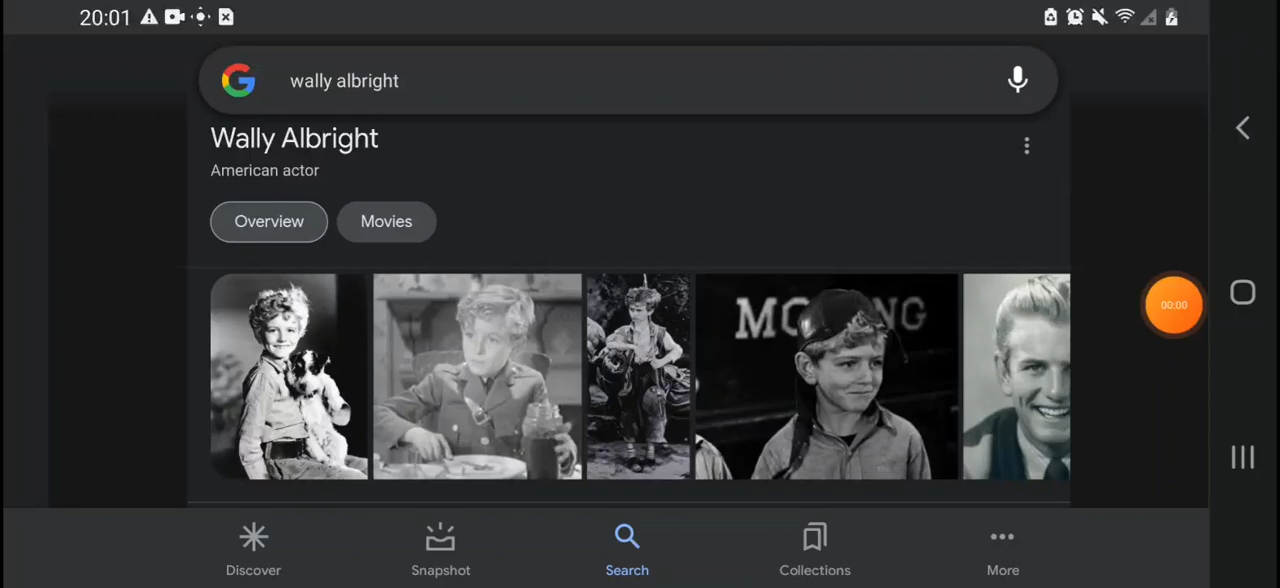 20:01
wally albright
Wally Albright
American actor
Overview
Movies
00:00
Discover
Snapshot
Search
Collections
More